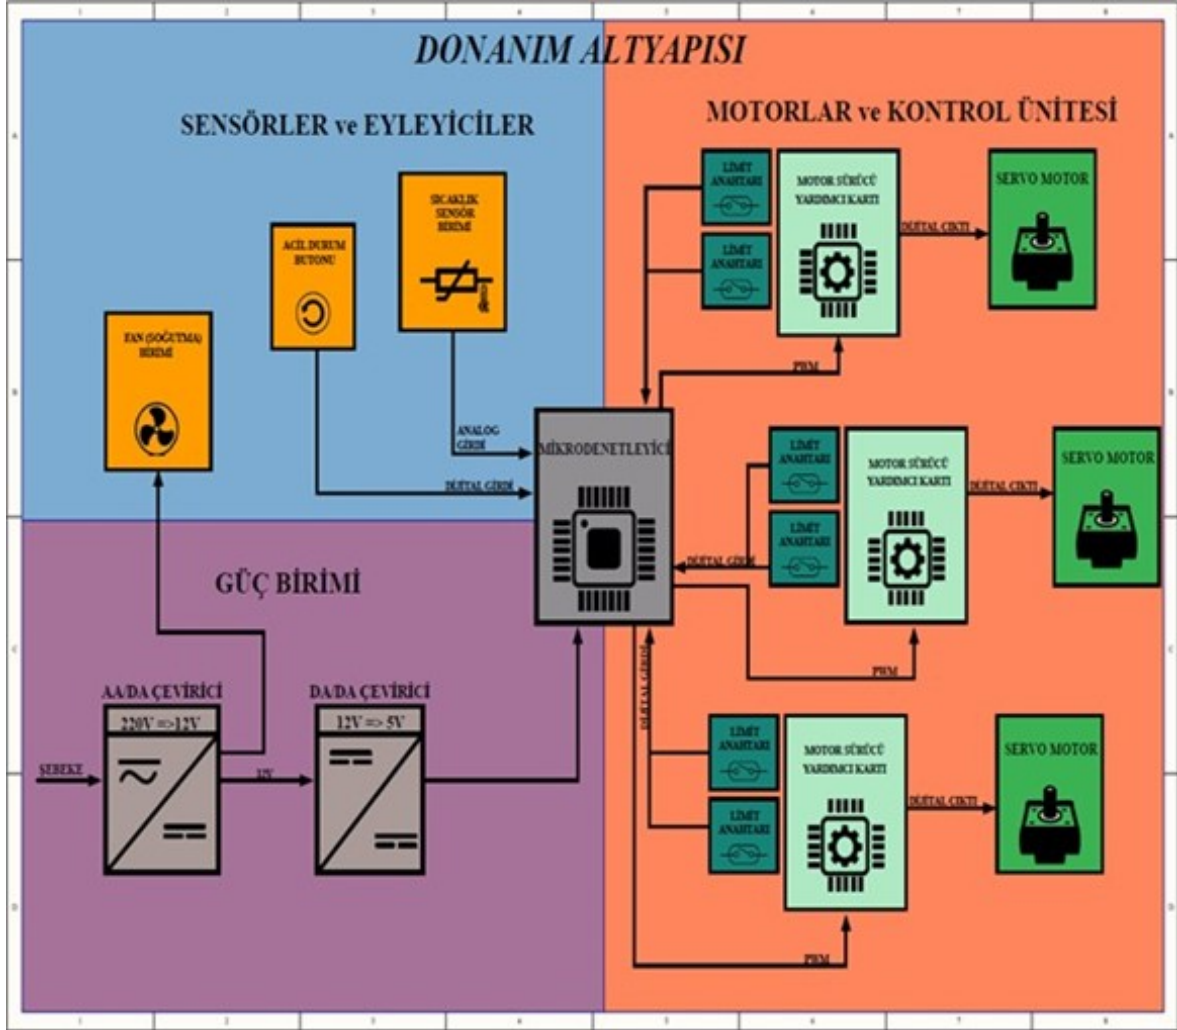 DONANIM ALTYAPISI
SENSÖRLER ve EYLEYİCİLER
MOTORLAR ve KONTROL ÜNİTESİ
SICAKLIK
SENSÖR
BİRİMİ
ACİL DURUM
BUTONU
FAN (SOĞUTMA)
BİRİMİ
ANALOG
GİRDİ
DİJİTAL GİRDİ
MİKRODENETLEYİCİ
LİMİT
ANAHTARI
LİMİT
ANAHTARI
MOTOR SÜRÜCÜ
YARDIMCI KARTI
DİJİTAL ÇIKTI
SERVO MOTOR
PWM
LİMİT
ANAHTARI
LİMİT
ANAHTARI
MOTOR SÜRÜCÜ
YARDIMCI KARTI
DİJİTAL ÇIKTI
SERVO MOTOR
DİJİTAL GİRDİ
PWM
GÜÇ BİRİMİ
AA/DA ÇEVİRİCİ
220V =>12V
ŞEBEKE
12V
DA/DA ÇEVİRİCİ
12V => 5V
DİJİTAL GİRDİ
LİMİT
ANAHTARI
LİMİT
ANAHTARI
MOTOR SÜRÜCÜ
YARDIMCI KARTI
DİJİTAL ÇIKTI
SERVO MOTOR
PWM